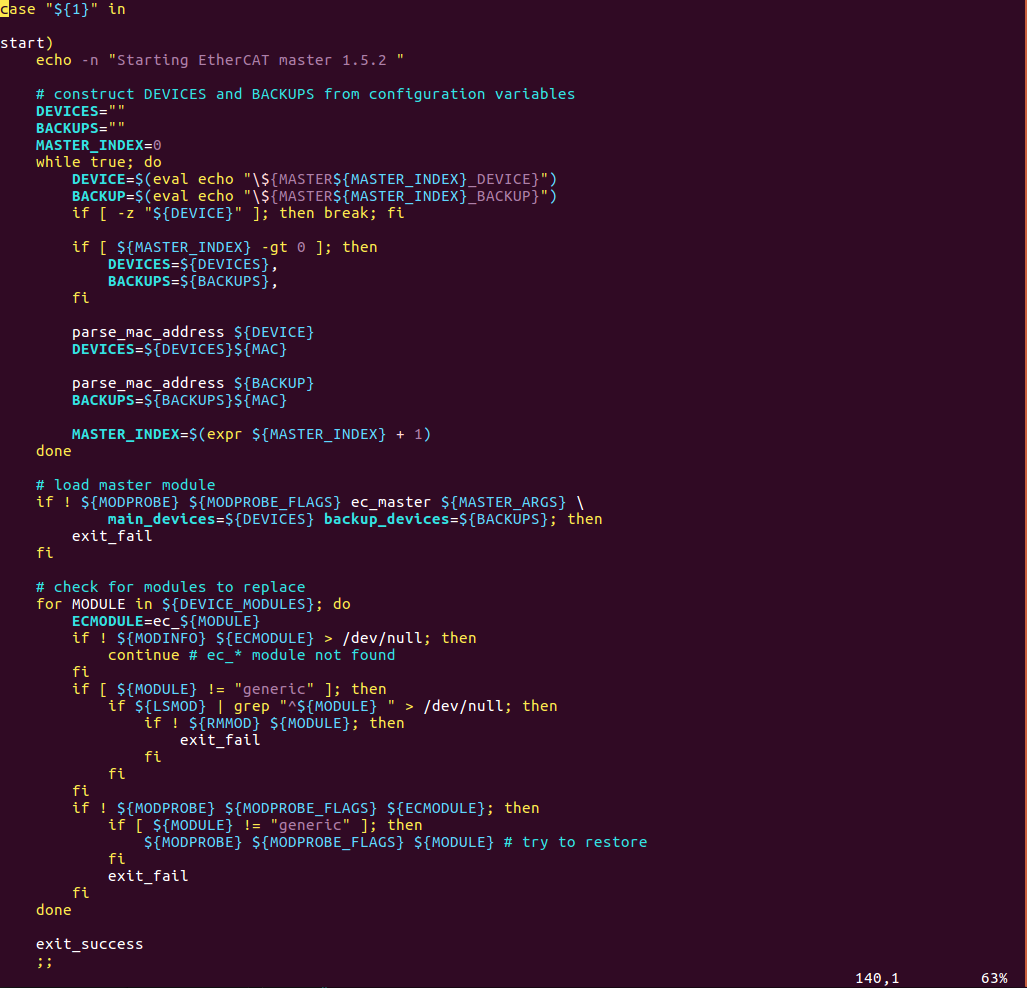 case "${1}" in

start)
    echo -n "Starting EtherCAT master 1.5.2 "

    # construct DEVICES and BACKUPS from configuration variables
    DEVICES=""
    BACKUPS=""
    MASTER_INDEX=0
    while true; do
        DEVICE=$(eval echo "\${MASTER${MASTER_INDEX}_DEVICE}")
        BACKUP=$(eval echo "\${MASTER${MASTER_INDEX}_BACKUP}")
        if [ -z "${DEVICE}" ]; then break; fi

        if [ ${MASTER_INDEX} -gt 0 ]; then
            DEVICES=${DEVICES},
            BACKUPS=${BACKUPS},
        fi

        parse_mac_address ${DEVICE}
        DEVICES=${DEVICES}${MAC}

        parse_mac_address ${BACKUP}
        BACKUPS=${BACKUPS}${MAC}

        MASTER_INDEX=$(expr ${MASTER_INDEX} + 1)
    done

    # load master module
    if ! ${MODPROBE} ${MODPROBE_FLAGS} ec_master ${MASTER_ARGS} \
            main_devices=${DEVICES} backup_devices=${BACKUPS}; then
        exit_fail
    fi

    # check for modules to replace
    for MODULE in ${DEVICE_MODULES}; do
        ECMODULE=ec_${MODULE}
        if ! ${MODINFO} ${ECMODULE} > /dev/null; then
            continue # ec_* module not found
        fi
        if [ ${MODULE} != "generic" ]; then
            if ${LSMOD} | grep "^${MODULE} " > /dev/null; then
                if ! ${RMMOD} ${MODULE}; then
                    exit_fail
                fi
            fi
        fi
        if ! ${MODPROBE} ${MODPROBE_FLAGS} ${ECMODULE}; then
            if [ ${MODULE} != "generic" ]; then
                ${MODPROBE} ${MODPROBE_FLAGS} ${MODULE} # try to restore
            fi
            exit_fail
        fi
    done

    exit_success
    ;;
140,1 63%